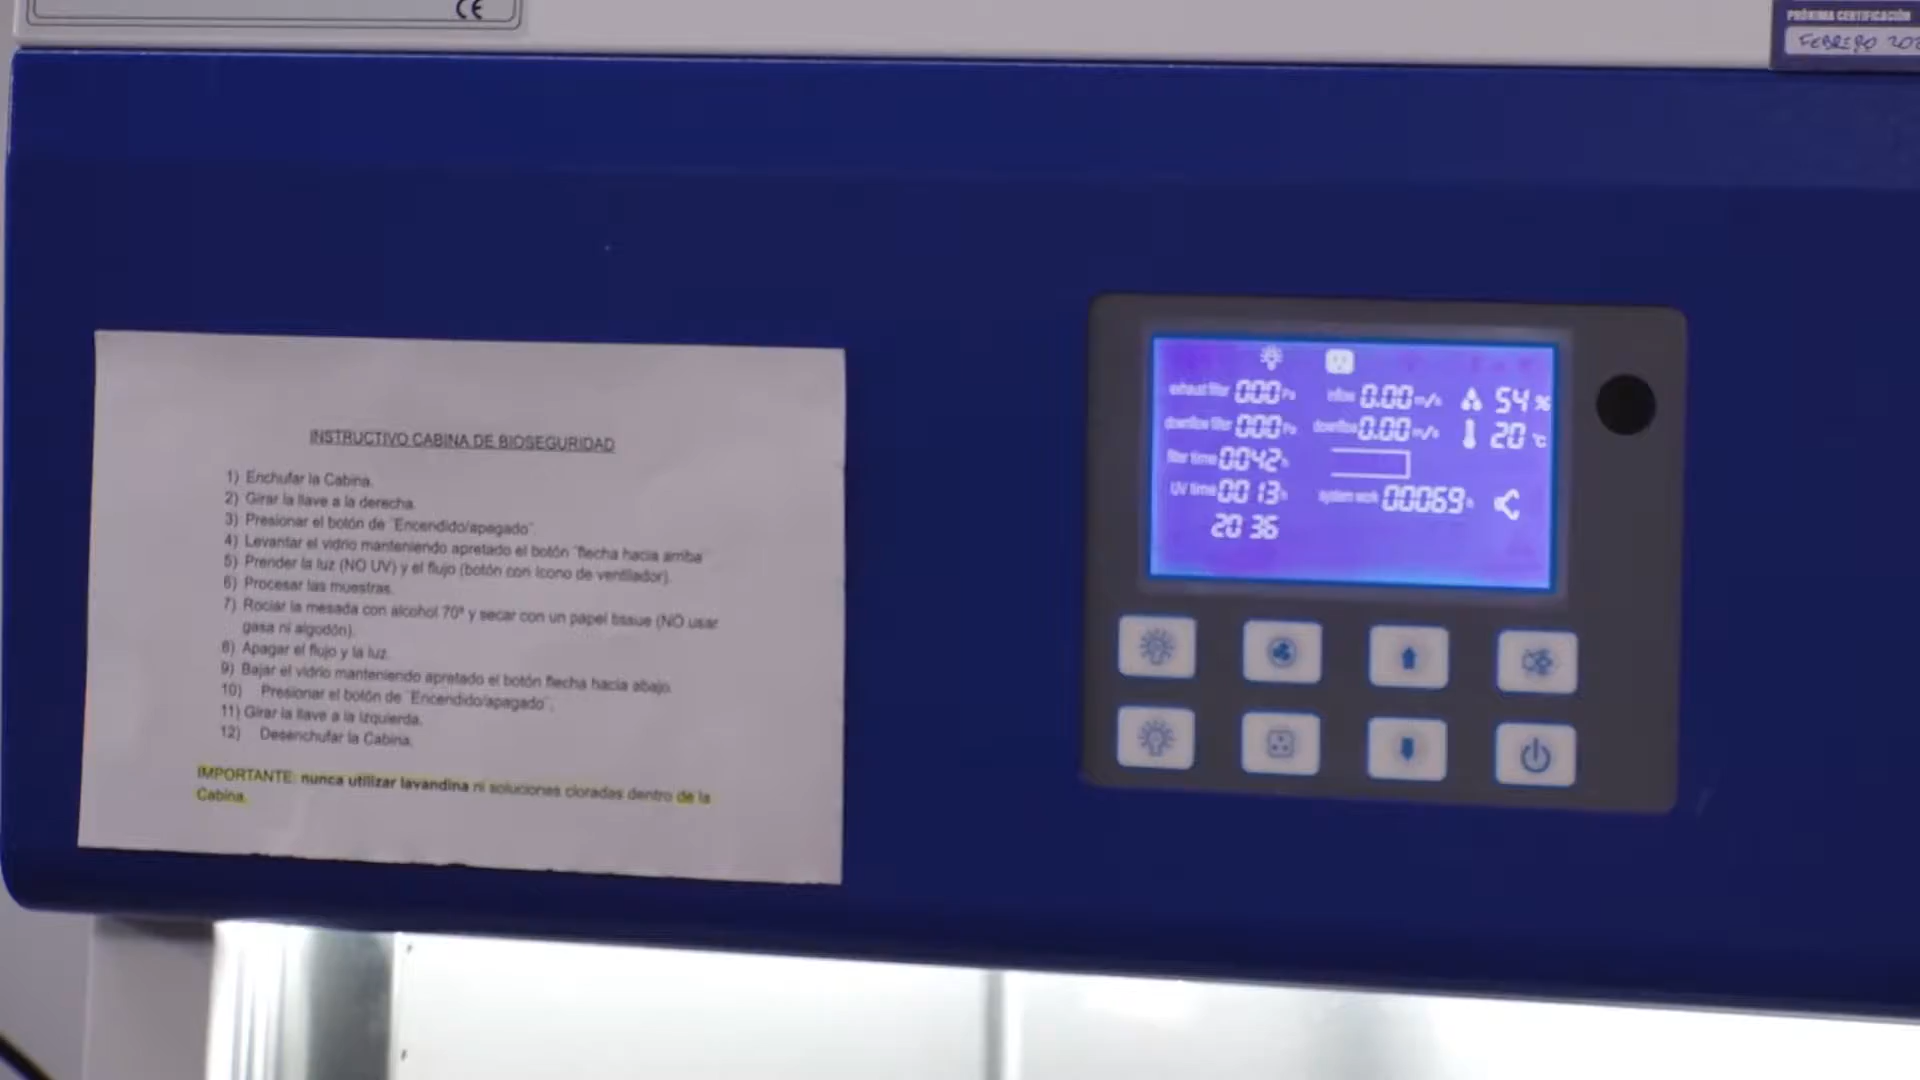 CE
PRÓXIMA CERTIFICACIÓN
FEBRERO
INSTRUCTIVO CABINA DE BIOSEGURIDAD
1) Enchufar la Cabina.
2) Girar la llave a la derecha.
3) Presionar el botón de ¨Encendido/apagado¨.
4) Levantar el vidrio manteniendo apretado el botón ¨flecha hacia arriba
5) Prender la luz (NO UV) y el flujo (botón con ícono de ventilador).
6) Procesar las muestras.
7) Rociar la mesada con alcohol 70º y secar con un papel tissue (NO usar
gasa ni algodón).
8) Apagar el flujo y la luz.
9) Bajar el vidrio manteniendo apretado el botón flecha hacia abajo.
10) Presionar el botón de ¨Encendido/apagado¨.
11) Girar la llave a la izquierda.
12) Desenchufar la Cabina.
IMPORTANTE: nunca utilizar lavandina ni soluciones cloradas dentro de la
Cabina.
exhaust filter 000 Pa inflow 0.00 m/s 54 %
downflow filter 000 Pa downflow 0.00 m/s 20 °C
filter time 0042 h
UV time 0013 h system work 00069 h
20 36